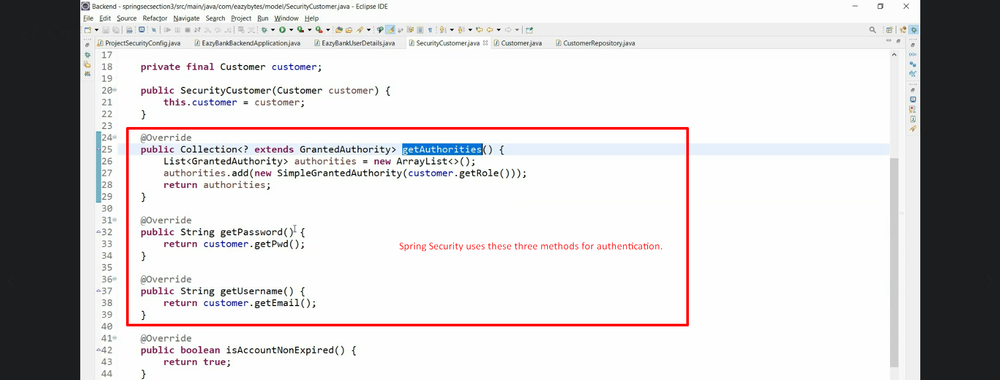 Backend - springsecsection3/src/main/java/com/eazybytes/model/SecurityCustomer.java - Eclipse IDE
File Edit Source Refactor Navigate Search Project Run Window Help
ProjectSecurityConfig.java EazyBankBackendApplication.java EazyBankUserDetails.java SecurityCustomer.java Customer.java CustomerRepository.java
17
18 private final Customer customer;
19
20 public SecurityCustomer(Customer customer) {
21 this.customer = customer;
22 }
23
24 @Override
25 public Collection<? extends GrantedAuthority> getAuthorities() {
26 List<GrantedAuthority> authorities = new ArrayList<>();
27 authorities.add(new SimpleGrantedAuthority(customer.getRole()));
28 return authorities;
29 }
30
31 @Override
32 public String getPassword() {
33 return customer.getPwd();
Spring Security uses these three methods for authentication.
34 }
35
36 @Override
37 public String getUsername() {
38 return customer.getEmail();
39 }
40
41 @Override
42 public boolean isAccountNonExpired() {
43 return true;
44 }